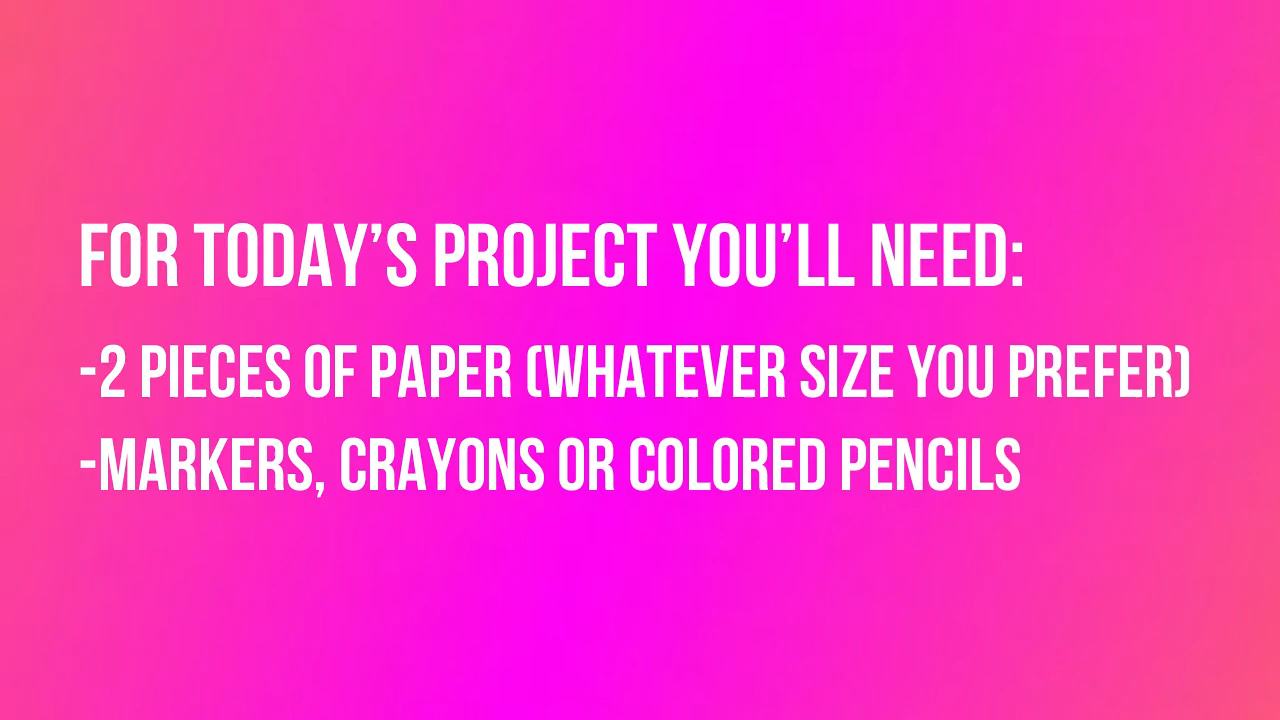 FOR TODAY’S PROJECT YOU’LL NEED:
-2 PIECES OF PAPER (WHATEVER SIZE YOU PREFER)
-MARKERS, CRAYONS OR COLORED PENCILS